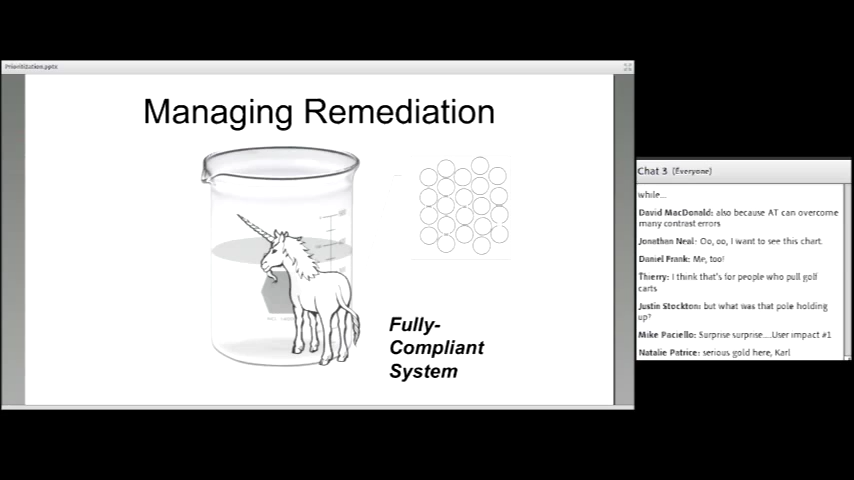 Prioritization.pptx
Managing Remediation
Fully-
Compliant
System
Chat 3 (Everyone)
while...
David MacDonald: also because AT can overcome
many contrast errors
Jonathan Neal: Oo, oo, I want to see this chart.
Daniel Frank: Me, too!
Thierry: I think that's for people who pull golf
carts
Justin Stockton: but what was that pole holding
up?
Mike Paciello: Surprise surprise....User impact #1
Natalie Patrice: serious gold here, Karl